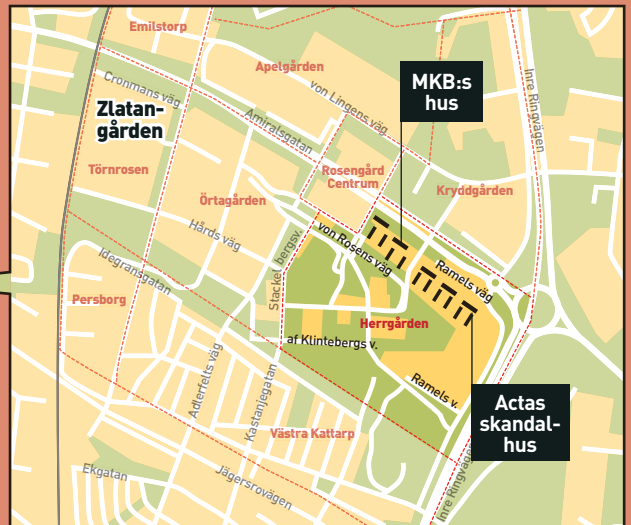 Emilstorp
Apelgården
MKB:s
hus
Cronmans väg
von Lingens väg
Inre Ringvägen
Zlatan-
gården
Amiralsgatan
Törnrosen
Rosengård
Centrum
Kryddgården
Örtagården
Hårds väg
Stackelbergsv.
von Rosens väg
Ramels väg
Idegransgatan
Persborg
Herrgården
af Klintebergs v.
Adlerfelts väg
Kastanjegatan
Ramels v.
Actas
skandal-
hus
Västra Kattarp
Ekgatan
Jägersrovägen
Inre Ringvägen